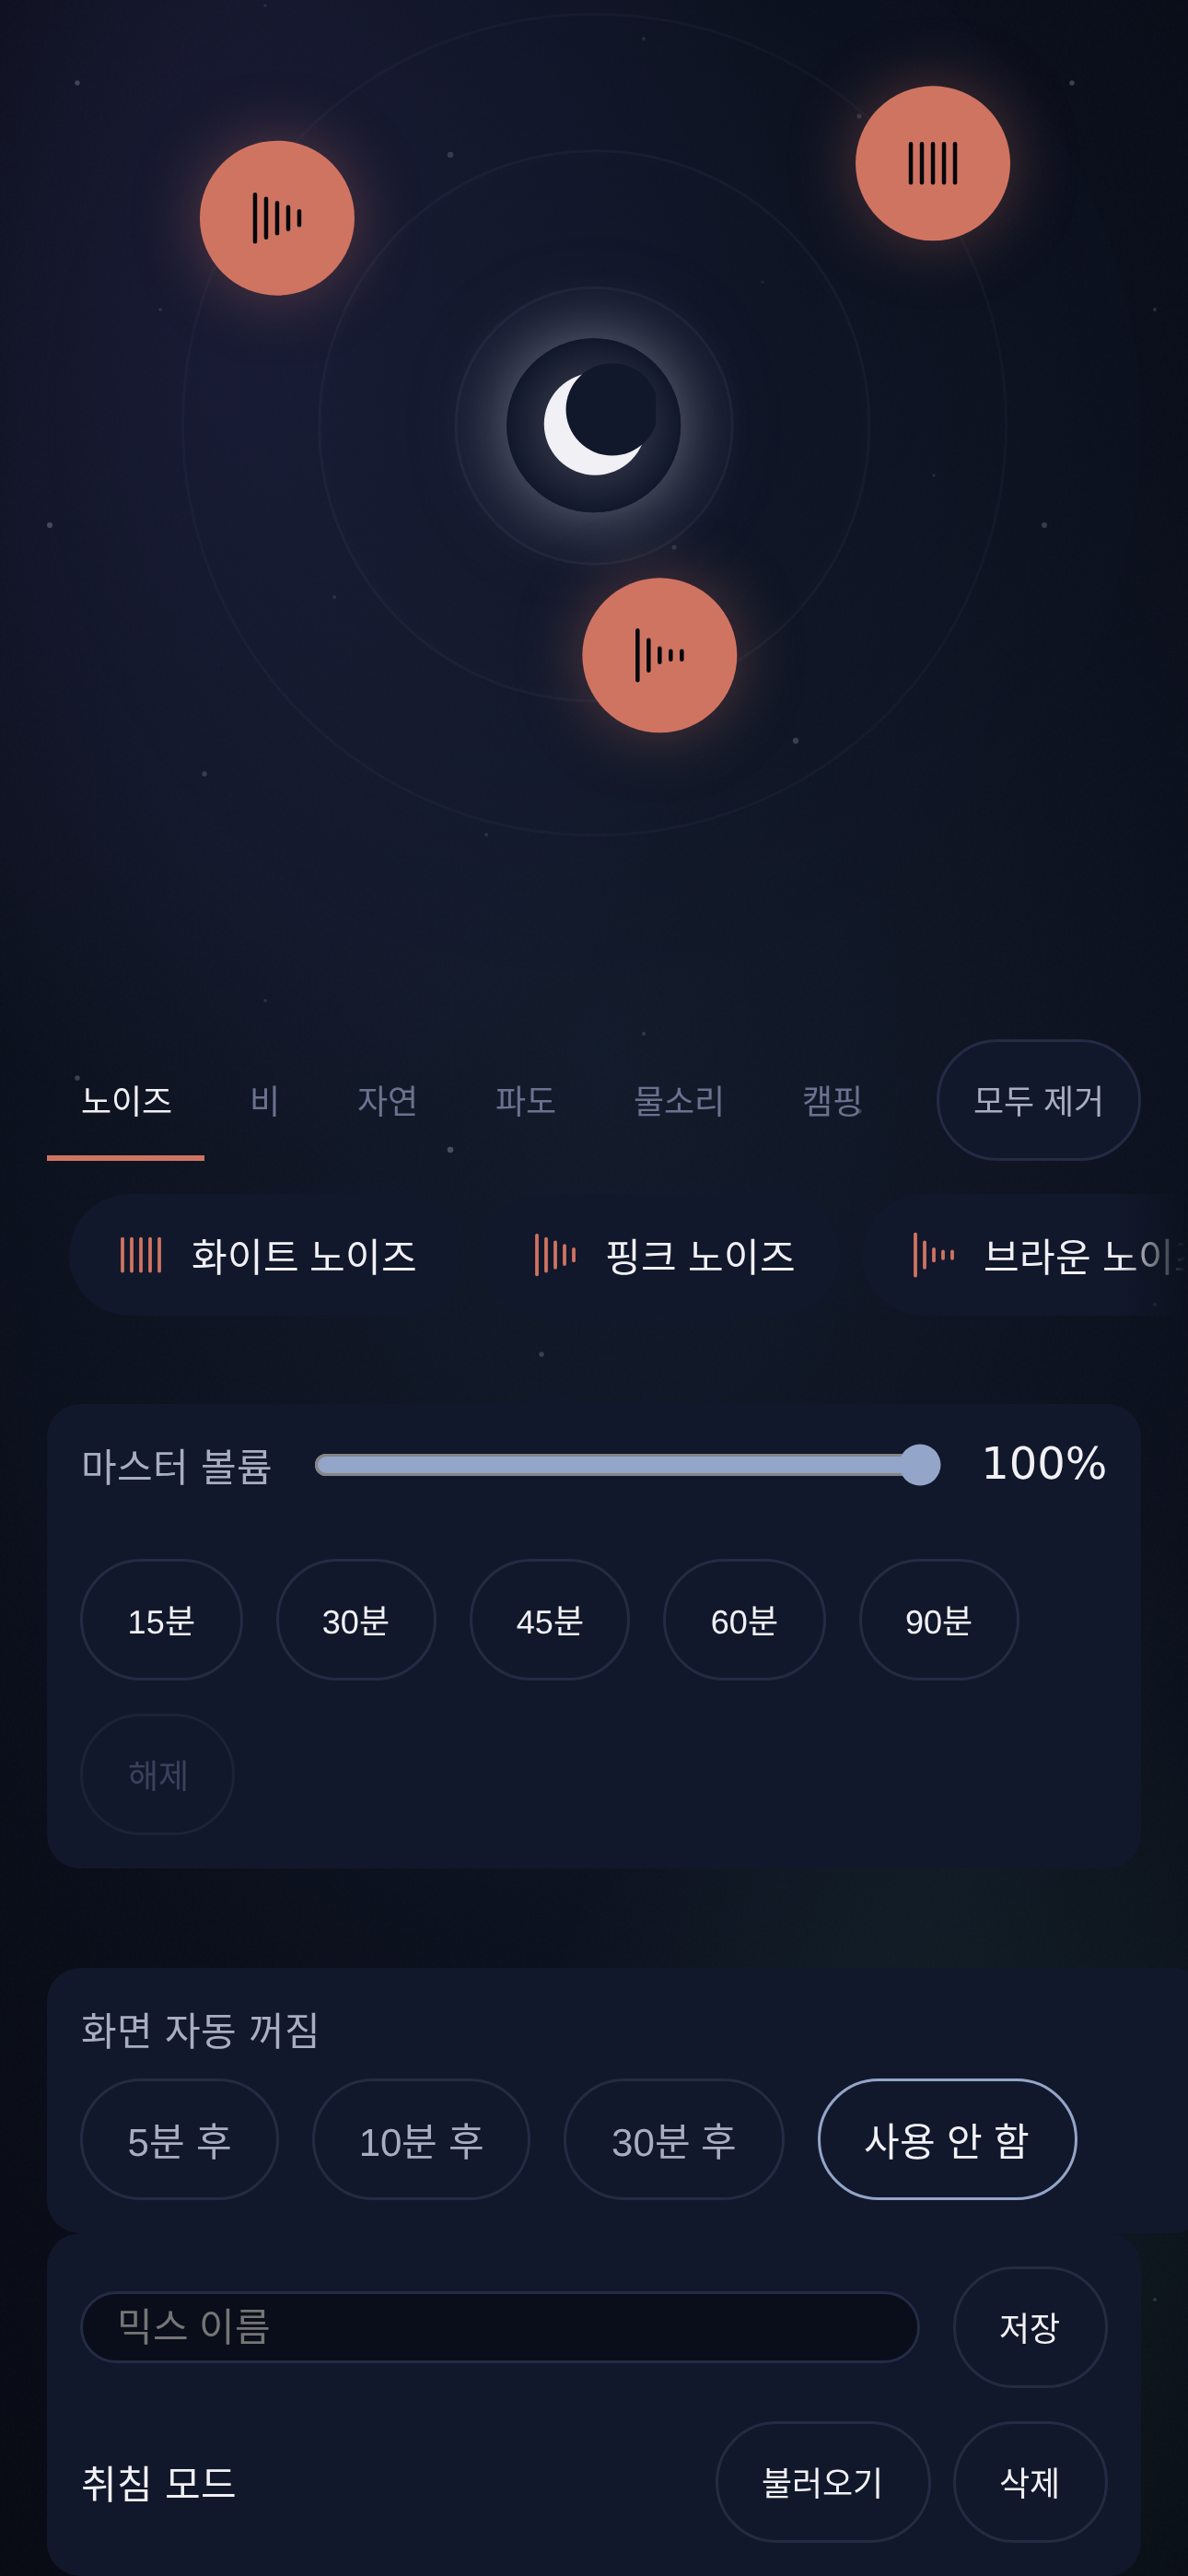 노이즈 비 자연 파도 물소리 캠핑 모두 제거
화이트 노이즈 핑크 노이즈 브라운 노이
마스터 볼륨 100%
15분 30분 45분 60분 90분
해제
화면 자동 꺼짐
5분 후 10분 후 30분 후 사용 안 함
믹스 이름 저장
취침 모드 불러오기 삭제